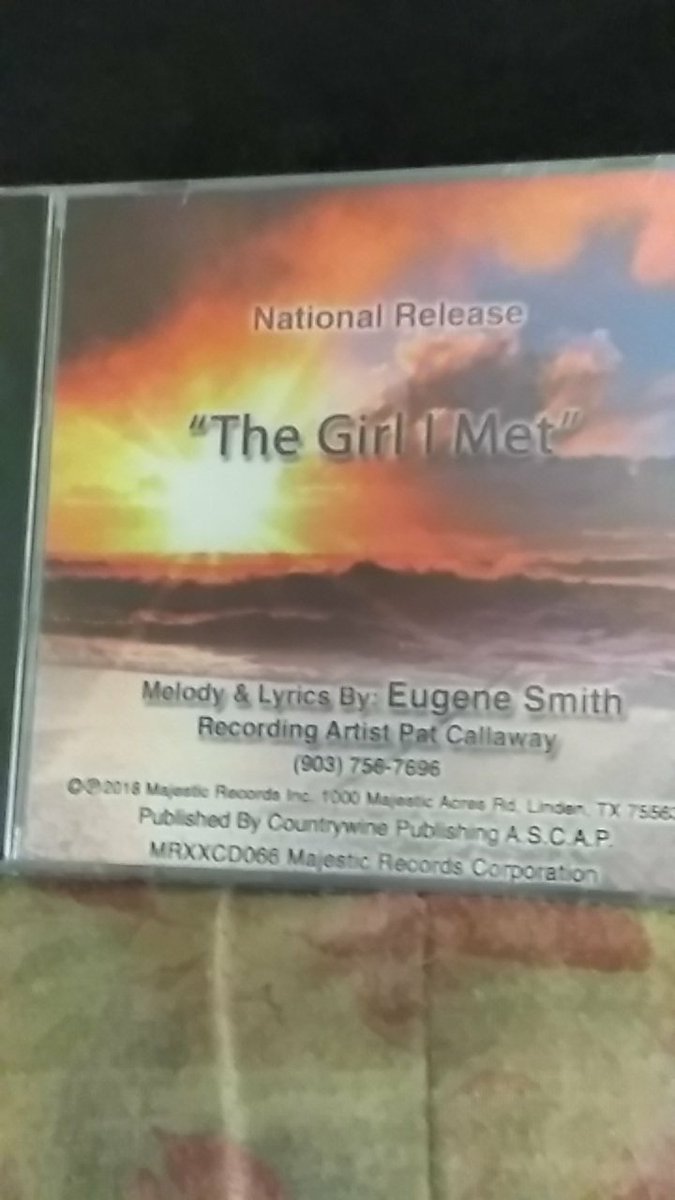 National Release
“The Girl I Met”
Melody & Lyrics By: Eugene Smith
Recording Artist Pat Callaway
(903) 756-7696
©℗2018 Majestic Records Inc. 1000 Majestic Acres Rd. Linden, TX 75563
Published By Countrywine Publishing A.S.C.A.P.
MRXXCD066 Majestic Records Corporation